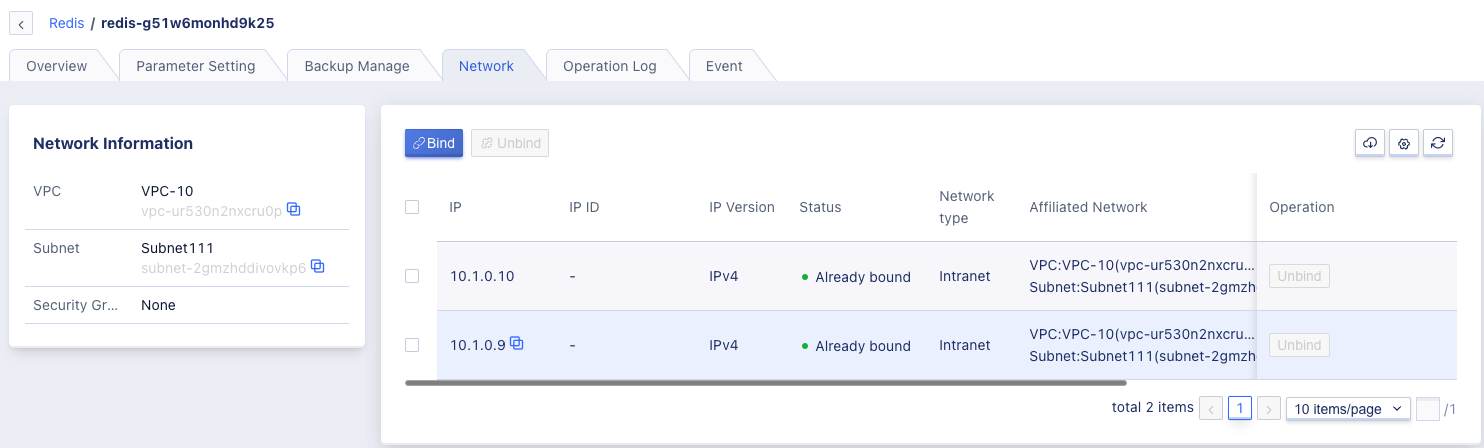 Redis / redis-g51w6monhd9k25
Overview
Parameter Setting
Backup Manage
Network
Operation Log
Event
Network Information
VPC
VPC-10
vpc-ur530n2nxcru0p
Subnet
Subnet111
subnet-2gmzhddivovkp6
Security Gr...
None
Bind
Unbind
IP
IP ID
IP Version
Status
Network
type
Affiliated Network
Operation
10.1.0.10
-
IPv4
Already bound
Intranet
VPC:VPC-10(vpc-ur530n2nxcru...
Subnet:Subnet111(subnet-2gmzh
Unbind
10.1.0.9
-
IPv4
Already bound
Intranet
VPC:VPC-10(vpc-ur530n2nxcru...
Subnet:Subnet111(subnet-2gmzh
Unbind
total 2 items
1
10 items/page
/1